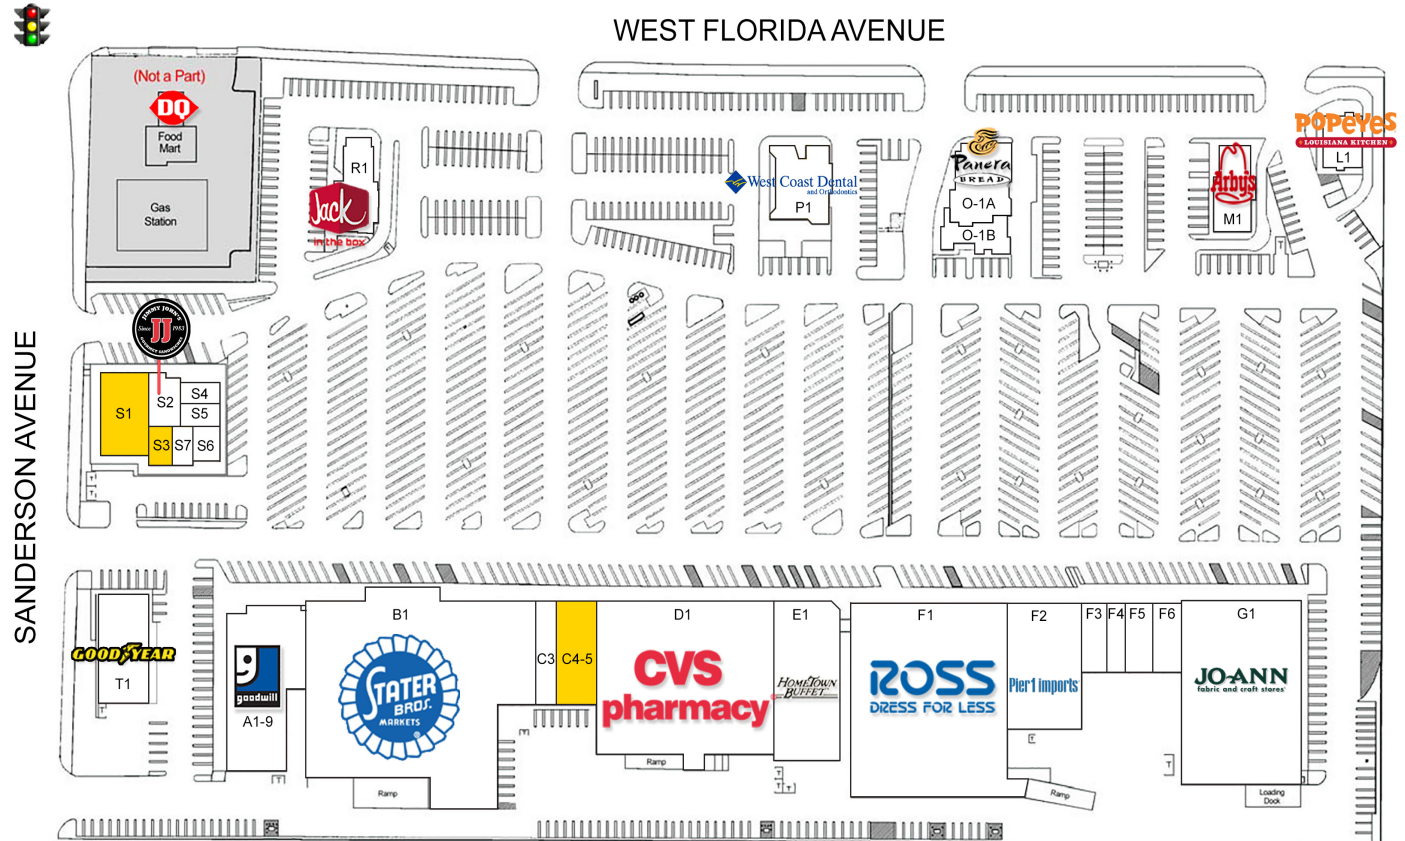 WEST FLORIDA AVENUE
SANDERSON AVENUE
(Not a Part)
DQ
Food
Mart
Gas
Station
R1
Jack
in the box
West Coast Dental
and Orthodontics
P1
Panera
BREAD
O-1A
O-1B
Arby's
M1
POPEYES
LOUISIANA KITCHEN
L1
JIMMY JOHN'S
Since
JJ
1983
GOURMET SANDWICHES
S1
S2
S3
S4
S5
S6
S7
GOODYEAR
T1
goodwill
A1-9
B1
STATER
BROS.
MARKETS
C3
C4-5
D1
CVS
pharmacy
E1
HOMETOWN
BUFFET
F1
ROSS
DRESS FOR LESS
F2
Pier 1 imports
F3
F4
F5
F6
G1
JO-ANN
fabric and craft stores
Ramp
Ramp
Ramp
Loading
Dock
T
T
T
T
T
T
T
T
T
T